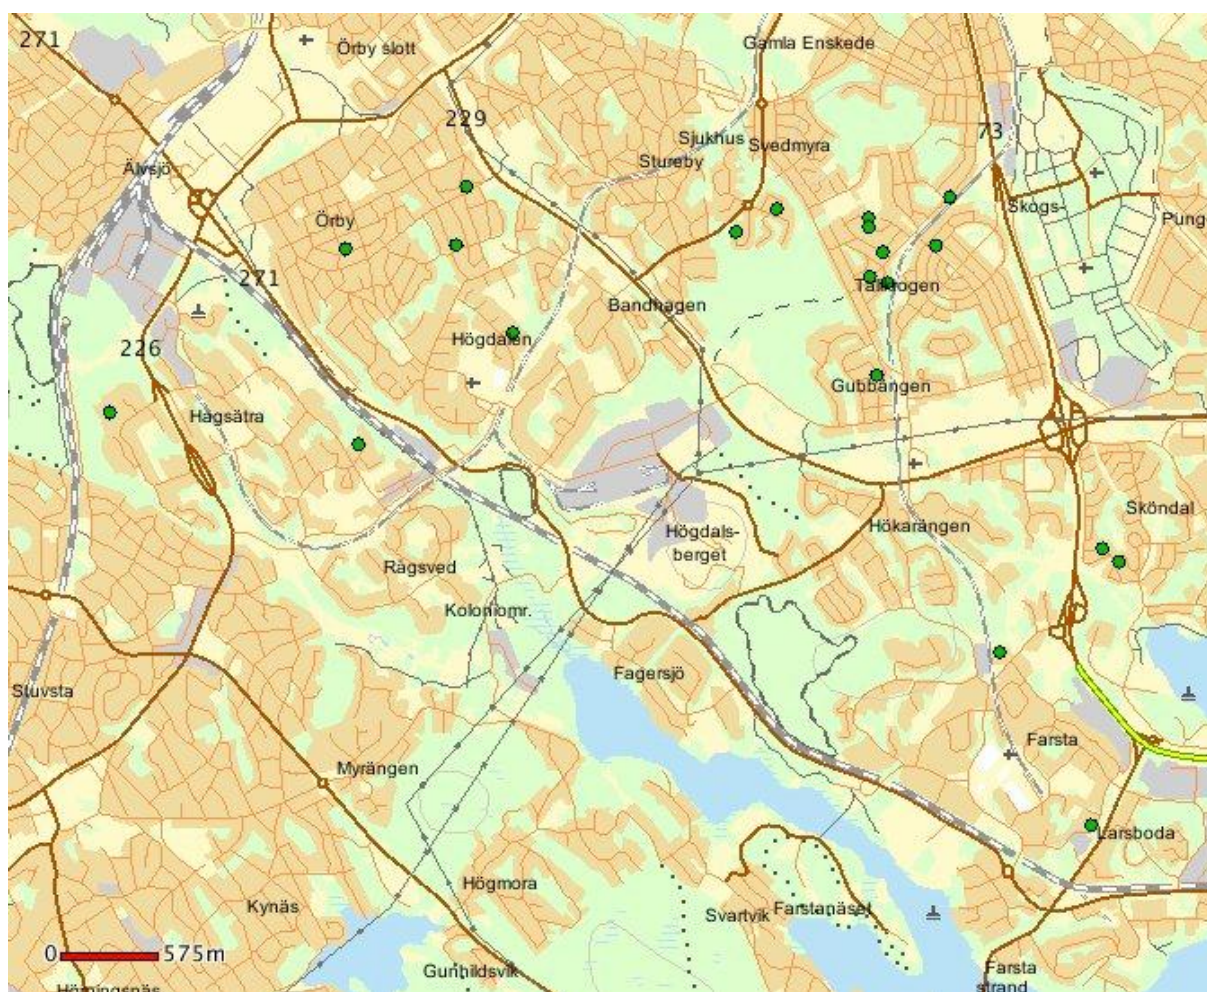 271
Örby slott
Gamla Enskede
229
73
Sjukhus
Svedmyra
Stureby
Älvsjö
Skogs-
Pung
Örby
271
Tallkrogen
Bandhagen
Högdalen
226
Gubbängen
Hagsätra
Sköndal
Hökarängen
Högdals-
berget
Rågsved
Koloniomr.
Fagersjö
Stuvsta
Farsta
Myrängen
Larsboda
Högmora
Kynäs
Svartvik
Farstanäset
0
575m
Gunhildsvik
Farsta
strand